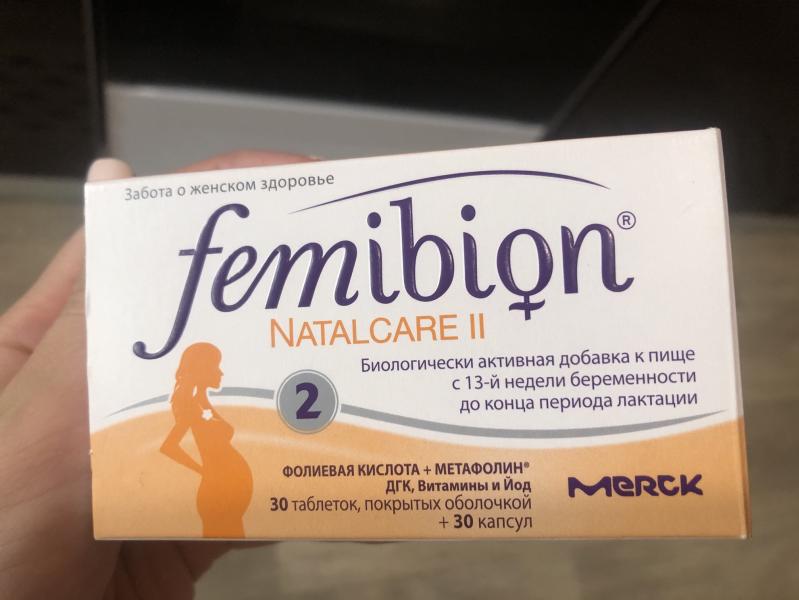 Забота о женском здоровье
femibion®
NATALCARE II
Биологически активная добавка к пище
с 13-й недели беременности
до конца периода лактации
2
ФОЛИЕВАЯ КИСЛОТА + МЕТАФОЛИН®
ДГК, Витамины и Йод
30 таблеток, покрытых оболочкой
+ 30 капсул
MERCK